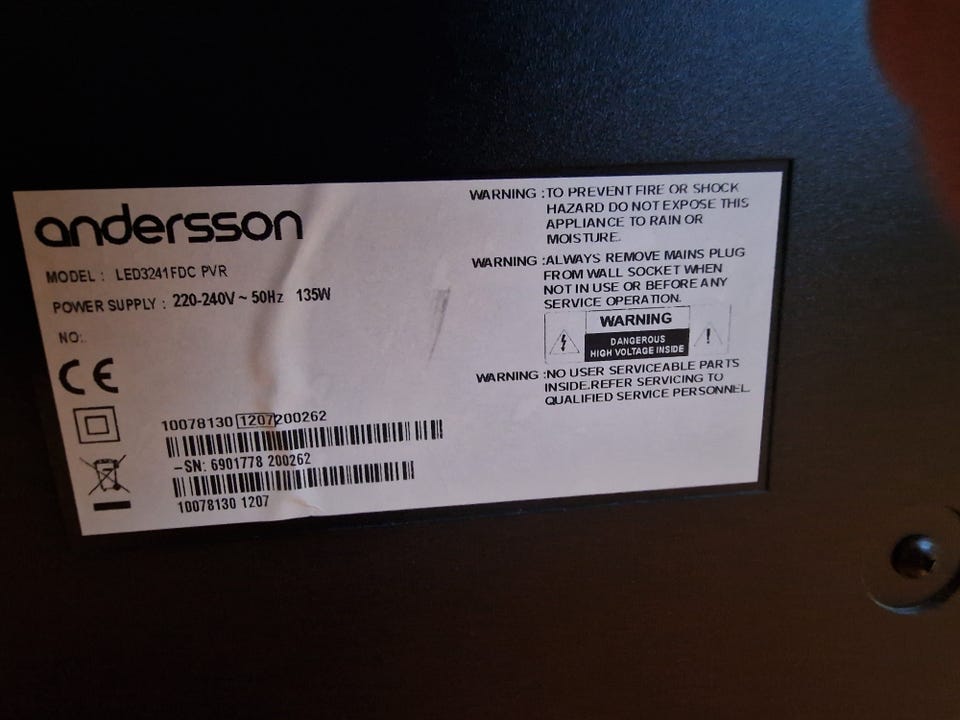 andersson
MODEL : LED3241FDC PVR
POWER SUPPLY : 220-240V ~ 50Hz 135W
NO:.
CE
10078130 1207 200262
-SN: 6901778 200262
10078130 1207
WARNING :TO PREVENT FIRE OR SHOCK
HAZARD DO NOT EXPOSE THIS
APPLIANCE TO RAIN OR
MOISTURE.
WARNING :ALWAYS REMOVE MAINS PLUG
FROM WALL SOCKET WHEN
NOT IN USE OR BEFORE ANY
SERVICE OPERATION.
WARNING
DANGEROUS
HIGH VOLTAGE INSIDE
WARNING :NO USER SERVICEABLE PARTS
INSIDE.REFER SERVICING TO
QUALIFIED SERVICE PERSONNEL.